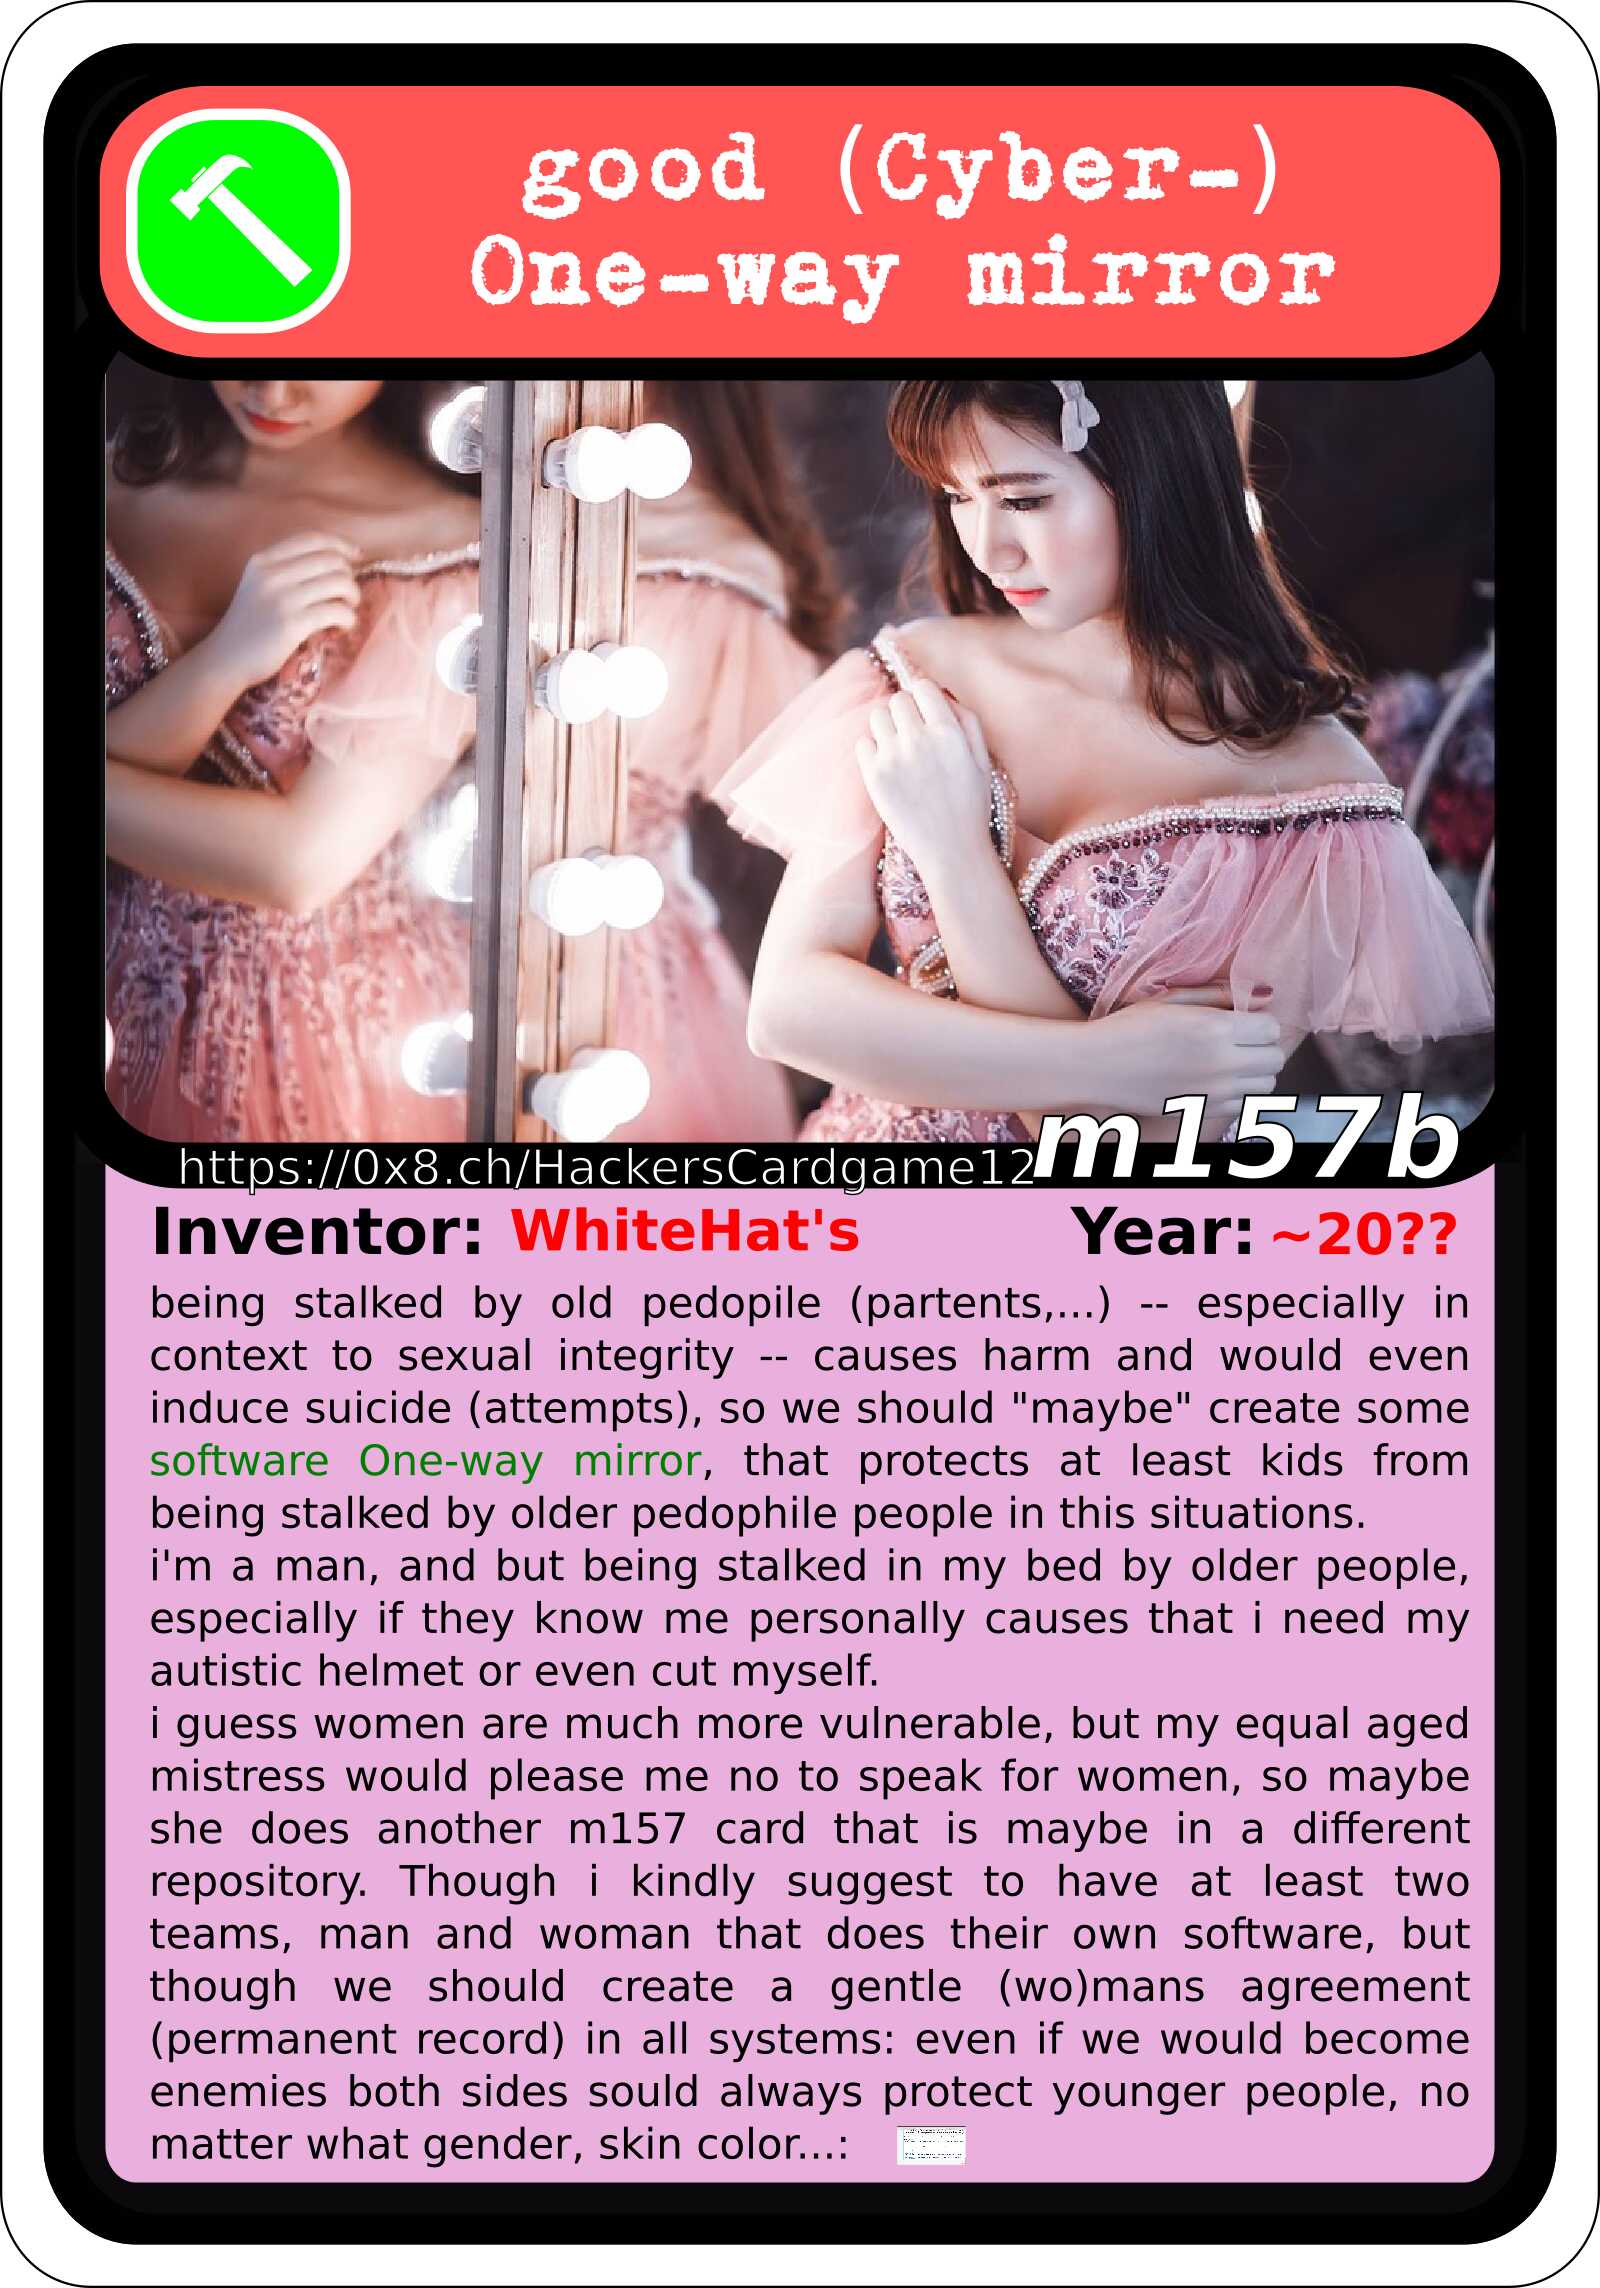 good (Cyber-)
One-way mirror
https://0x8.ch/HackersCardgame12
m157b
Inventor: WhiteHat's Year: ~20??
being stalked by old pedopile (partents,...) -- especially in
context to sexual integrity -- causes harm and would even
induce suicide (attempts), so we should "maybe" create some
software One-way mirror, that protects at least kids from
being stalked by older pedophile people in this situations.
i'm a man, and but being stalked in my bed by older people,
especially if they know me personally causes that i need my
autistic helmet or even cut myself.
i guess women are much more vulnerable, but my equal aged
mistress would please me no to speak for women, so maybe
she does another m157 card that is maybe in a different
repository. Though i kindly suggest to have at least two
teams, man and woman that does their own software, but
though we should create a gentle (wo)mans agreement
(permanent record) in all systems: even if we would become
enemies both sides sould always protect younger people, no
matter what gender, skin color...: